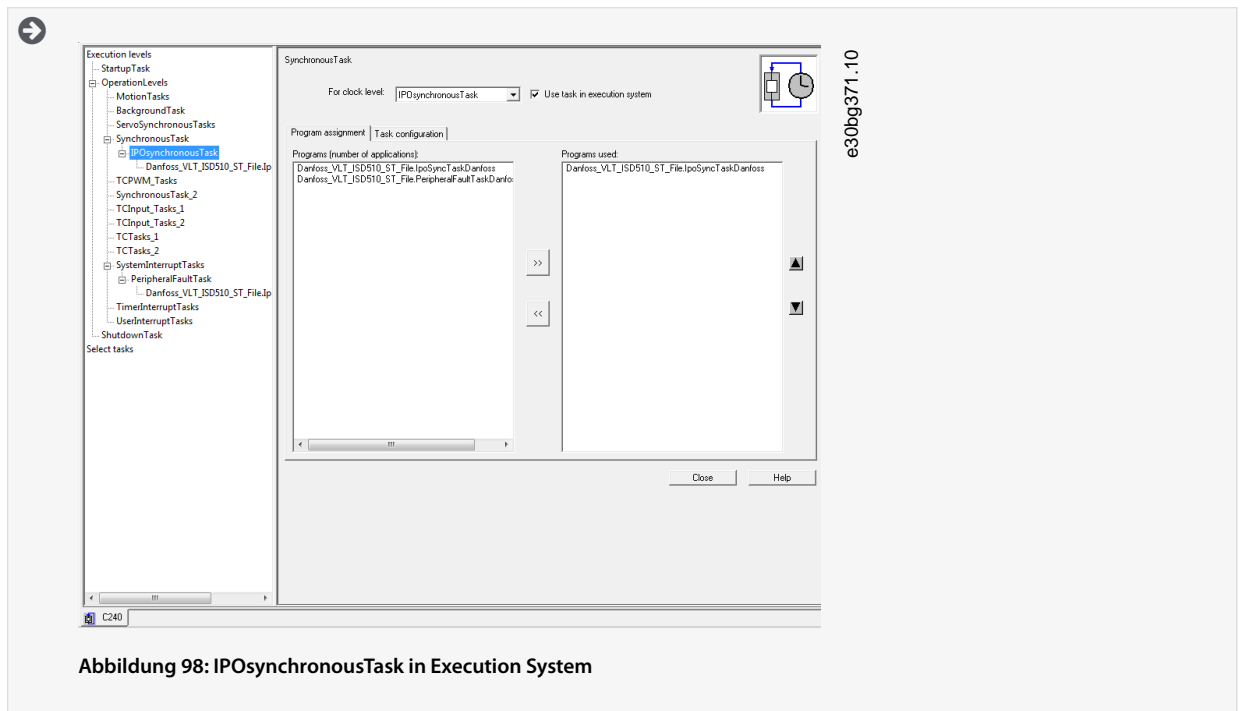 Execution levels
StartupTask
OperationLevels
MotionTasks
BackgroundTask
ServoSynchronousTasks
SynchronousTask
IPOsynchronousTask
Danfoss_VLT_ISD510_ST_File.Ip
TCPWM_Tasks
SynchronousTask_2
TCInput_Tasks_1
TCInput_Tasks_2
TCTasks_1
TCTasks_2
SystemInterruptTasks
PeripheralFaultTask
Danfoss_VLT_ISD510_ST_File.Ip
TimerInterruptTasks
UserInterruptTasks
ShutdownTask
Select tasks
C240
SynchronousTask
For clock level: IPOsynchronousTask Use task in execution system
Program assignment Task configuration
Programs (number of applications):
Danfoss_VLT_ISD510_ST_File.IpoSyncTaskDanfoss
Danfoss_VLT_ISD510_ST_File.PeripheralFaultTaskDanfo
>>
<<
Programs used:
Danfoss_VLT_ISD510_ST_File.IpoSyncTaskDanfoss
Close Help
e30bg371.10
Abbildung 98: IPOsynchronousTask in Execution System